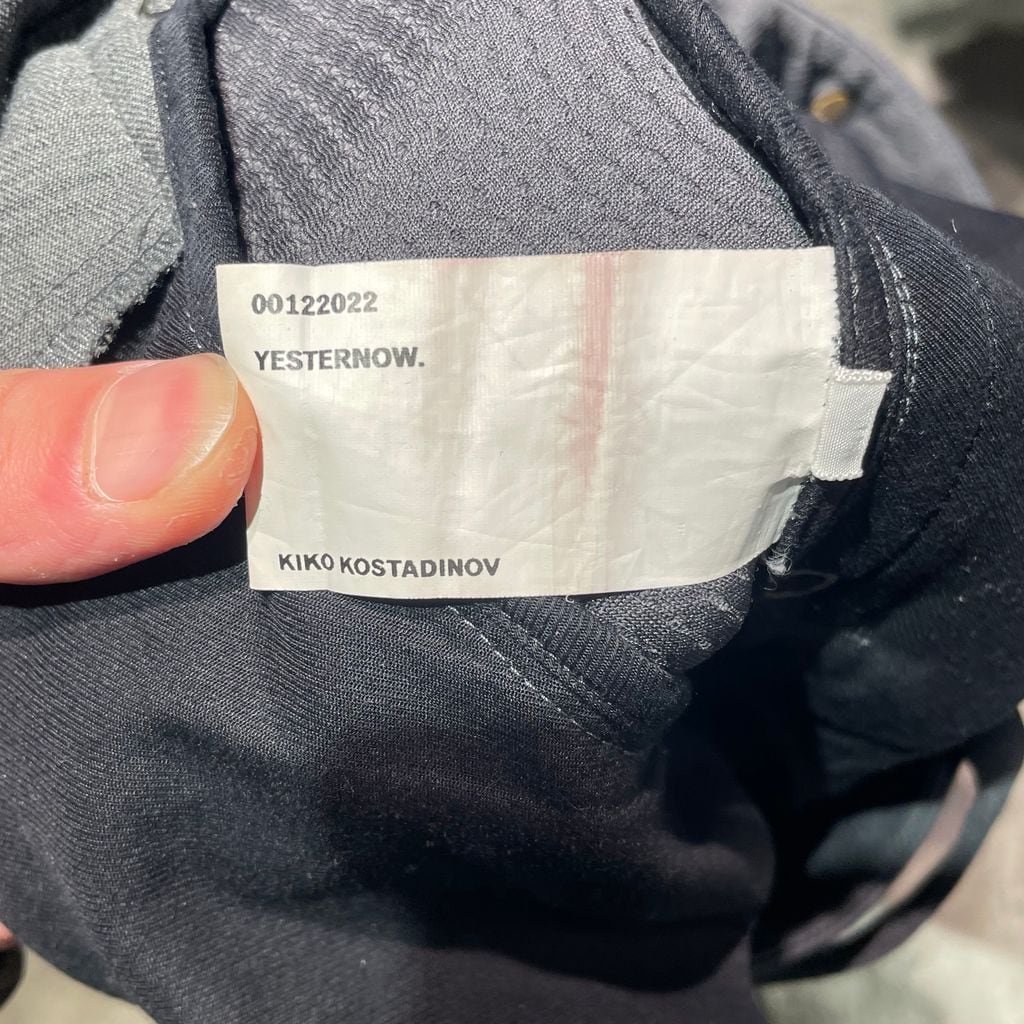 00122022
YESTERNOW.
KIKO KOSTADINOV